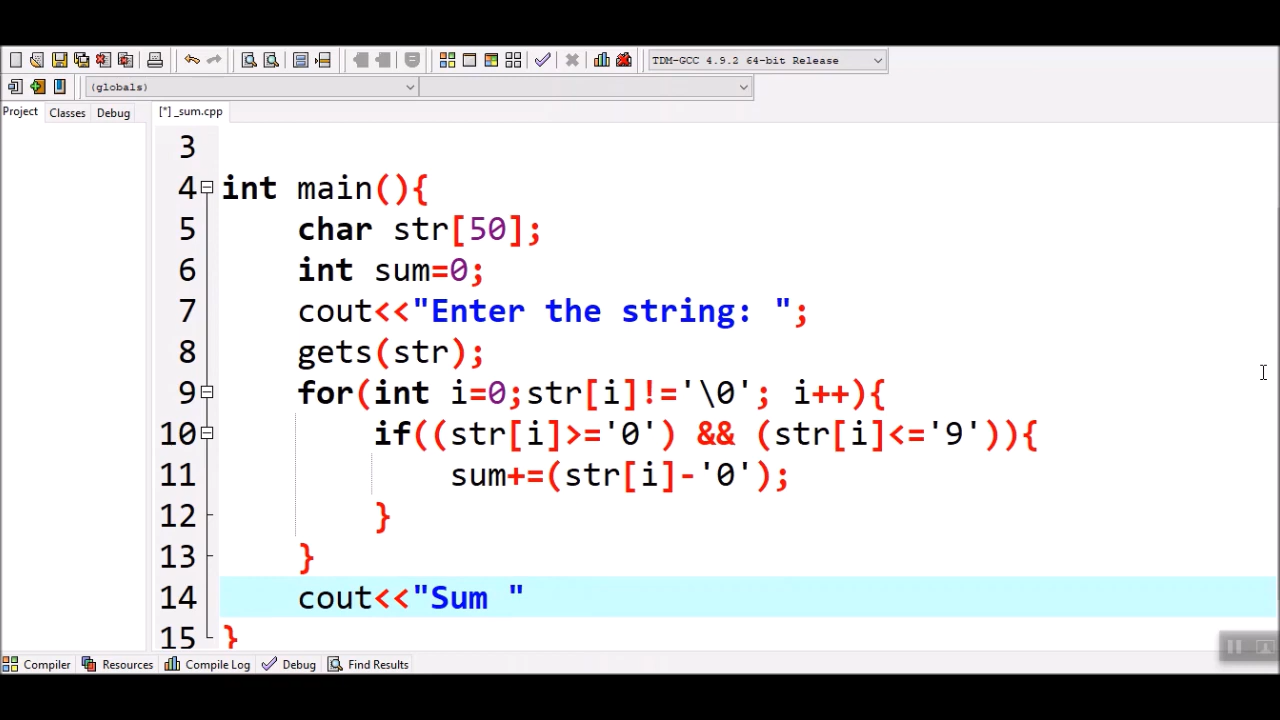 TDM-GCC 4.9.2 64-bit Release
(globals)
Project Classes Debug [*] _sum.cpp
3
4 int main(){
5 char str[50];
6 int sum=0;
7 cout<<"Enter the string: ";
8 gets(str);
9 for(int i=0;str[i]!='\0'; i++){
10 if((str[i]>='0') && (str[i]<='9')){
11 sum+=(str[i]-'0');
12 }
13 }
14 cout<<"Sum "
15 }
Compiler Resources Compile Log Debug Find Results